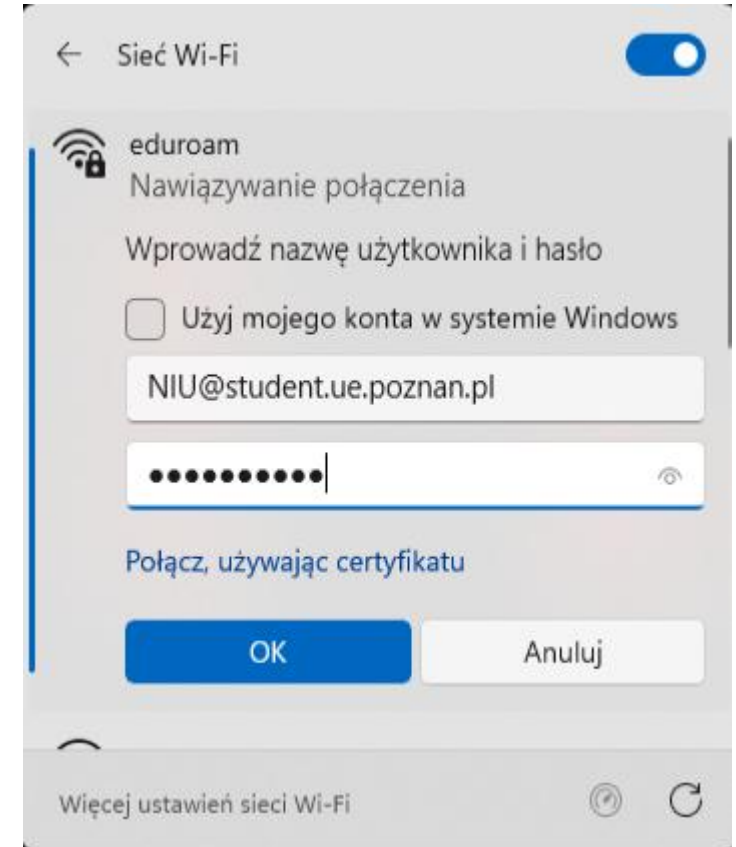 Sieć Wi-Fi
eduroam
Nawiązywanie połączenia
Wprowadź nazwę użytkownika i hasło
Użyj mojego konta w systemie Windows
NIU@student.ue.poznan.pl
••••••••••
Połącz, używając certyfikatu
OK Anuluj
Więcej ustawień sieci Wi-Fi